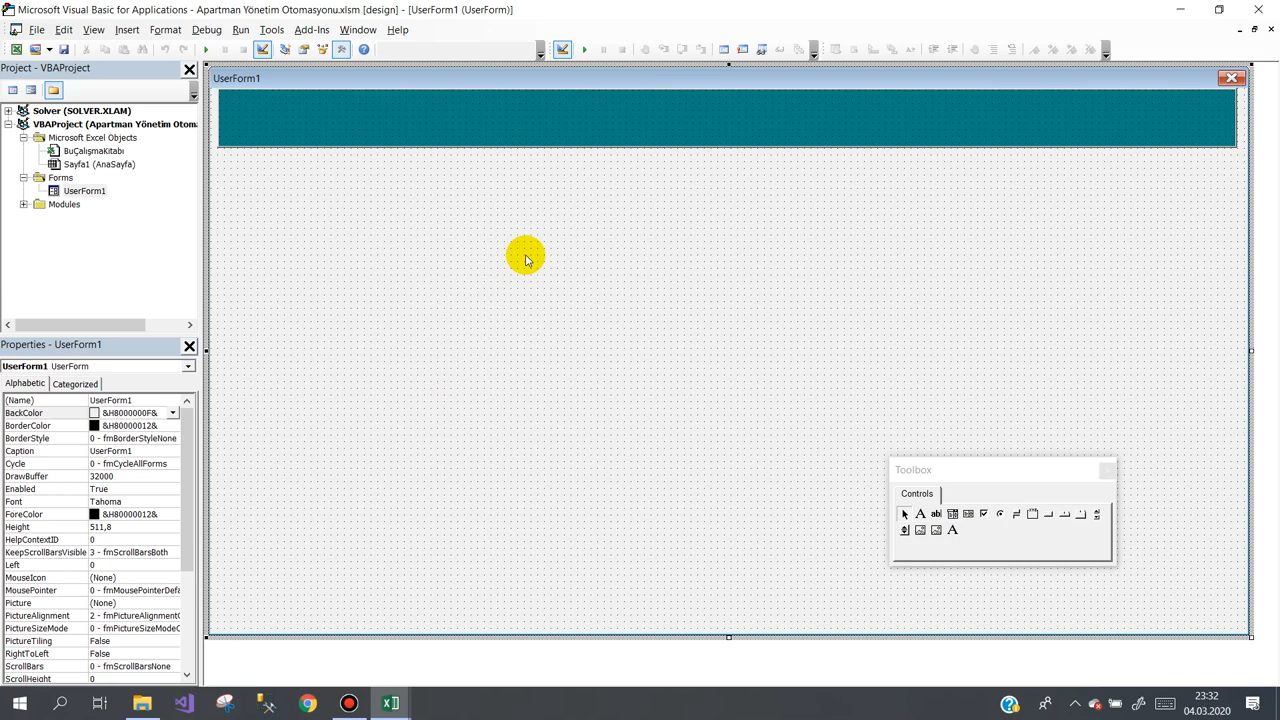 Microsoft Visual Basic for Applications - Apartman Yönetim Otomasyonu.xlsm [design] - [UserForm1 (UserForm)]
File Edit View Insert Format Debug Run Tools Add-Ins Window Help
Project - VBAProject
Solver (SOLVER.XLAM)
VBAProject (Apartman Yönetim Otom
Microsoft Excel Objects
BuÇalışmaKitabı
Sayfa1 (AnaSayfa)
Forms
UserForm1
Modules
Properties - UserForm1
UserForm1 UserForm
Alphabetic Categorized
(Name) UserForm1
BackColor &H8000000F&
BorderColor &H80000012&
BorderStyle 0 - fmBorderStyleNone
Caption UserForm1
Cycle 0 - fmCycleAllForms
DrawBuffer 32000
Enabled True
Font Tahoma
ForeColor &H80000012&
Height 511,8
HelpContextID 0
KeepScrollBarsVisible 3 - fmScrollBarsBoth
Left 0
MouseIcon (None)
MousePointer 0 - fmMousePointerDefa
Picture (None)
PictureAlignment 2 - fmPictureAlignmentC
PictureSizeMode 0 - fmPictureSizeModeC
PictureTiling False
RightToLeft False
ScrollBars 0 - fmScrollBarsNone
ScrollHeight 0
UserForm1
Toolbox
Controls
23:32
04.03.2020